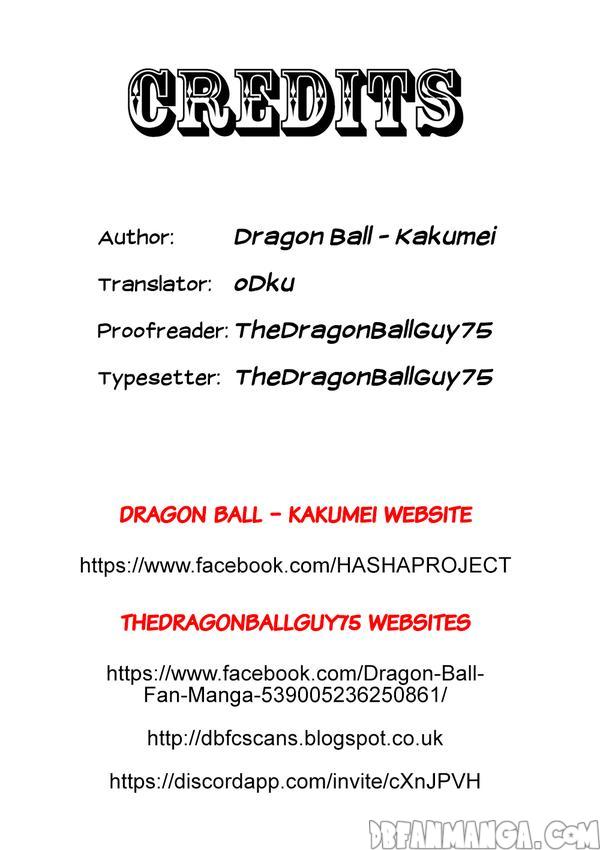 CREDITS
Author: Dragon Ball - Kakumei
Translator: oDku
Proofreader: TheDragonBallGuy75
Typesetter: TheDragonBallGuy75
DRAGON BALL - KAKUMEI WEBSITE
https://www.facebook.com/HASHAPROJECT
THEDRAGONBALLGUY75 WEBSITES
https://www.facebook.com/Dragon-Ball-
Fan-Manga-539005236250861/
http://dbfcscans.blogspot.co.uk
https://discordapp.com/invite/cXnJPVH
DBFANMANGA.COM